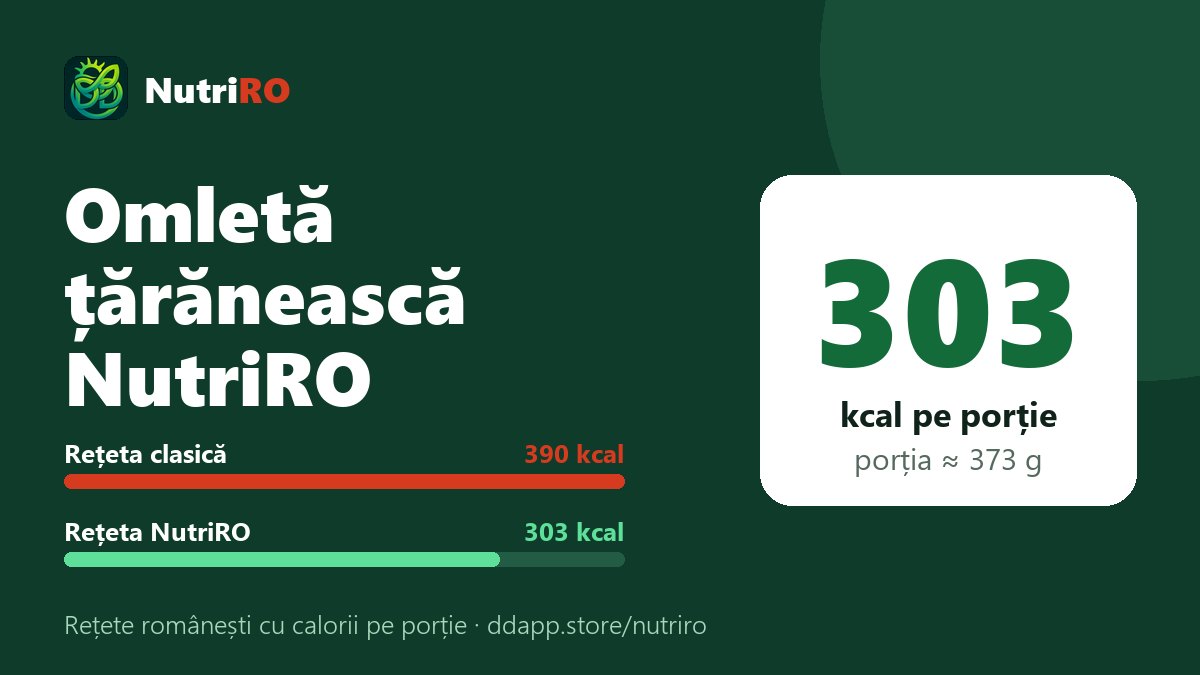 NutriRO
Omletă
țărănească
NutriRO
Rețeta clasică 390 kcal
Rețeta NutriRO 303 kcal
303
kcal pe porție
porția ≈ 373 g
Rețete românești cu calorii pe porție · ddapp.store/nutriro